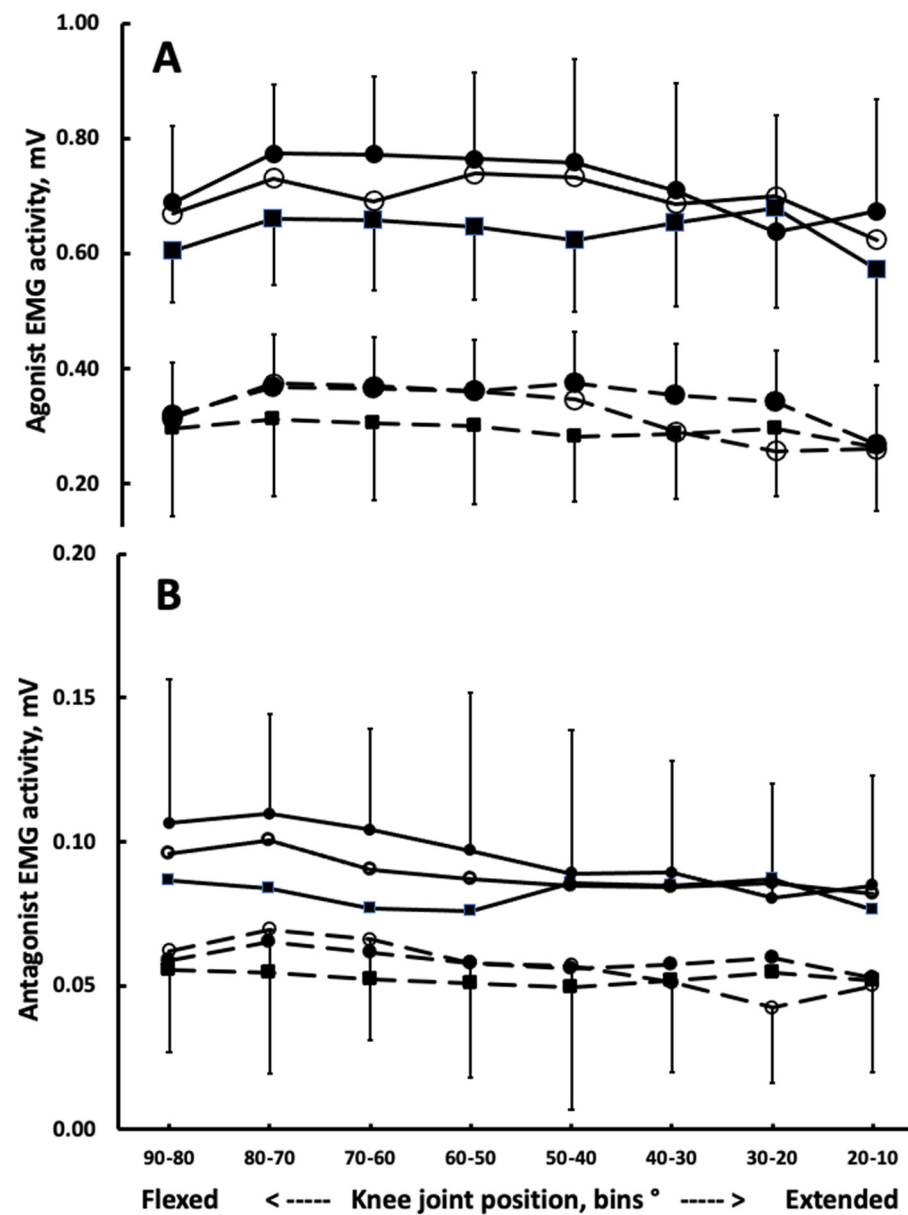 1.00
A
0.80
0.60
0.40
0.20
Agonist EMG activity, mV
0.20
B
0.15
0.10
0.05
0.00
Antagonist EMG activity, mV
90-80 80-70 70-60 60-50 50-40 40-30 30-20 20-10
Flexed < ----- Knee joint position, bins ° -----> Extended